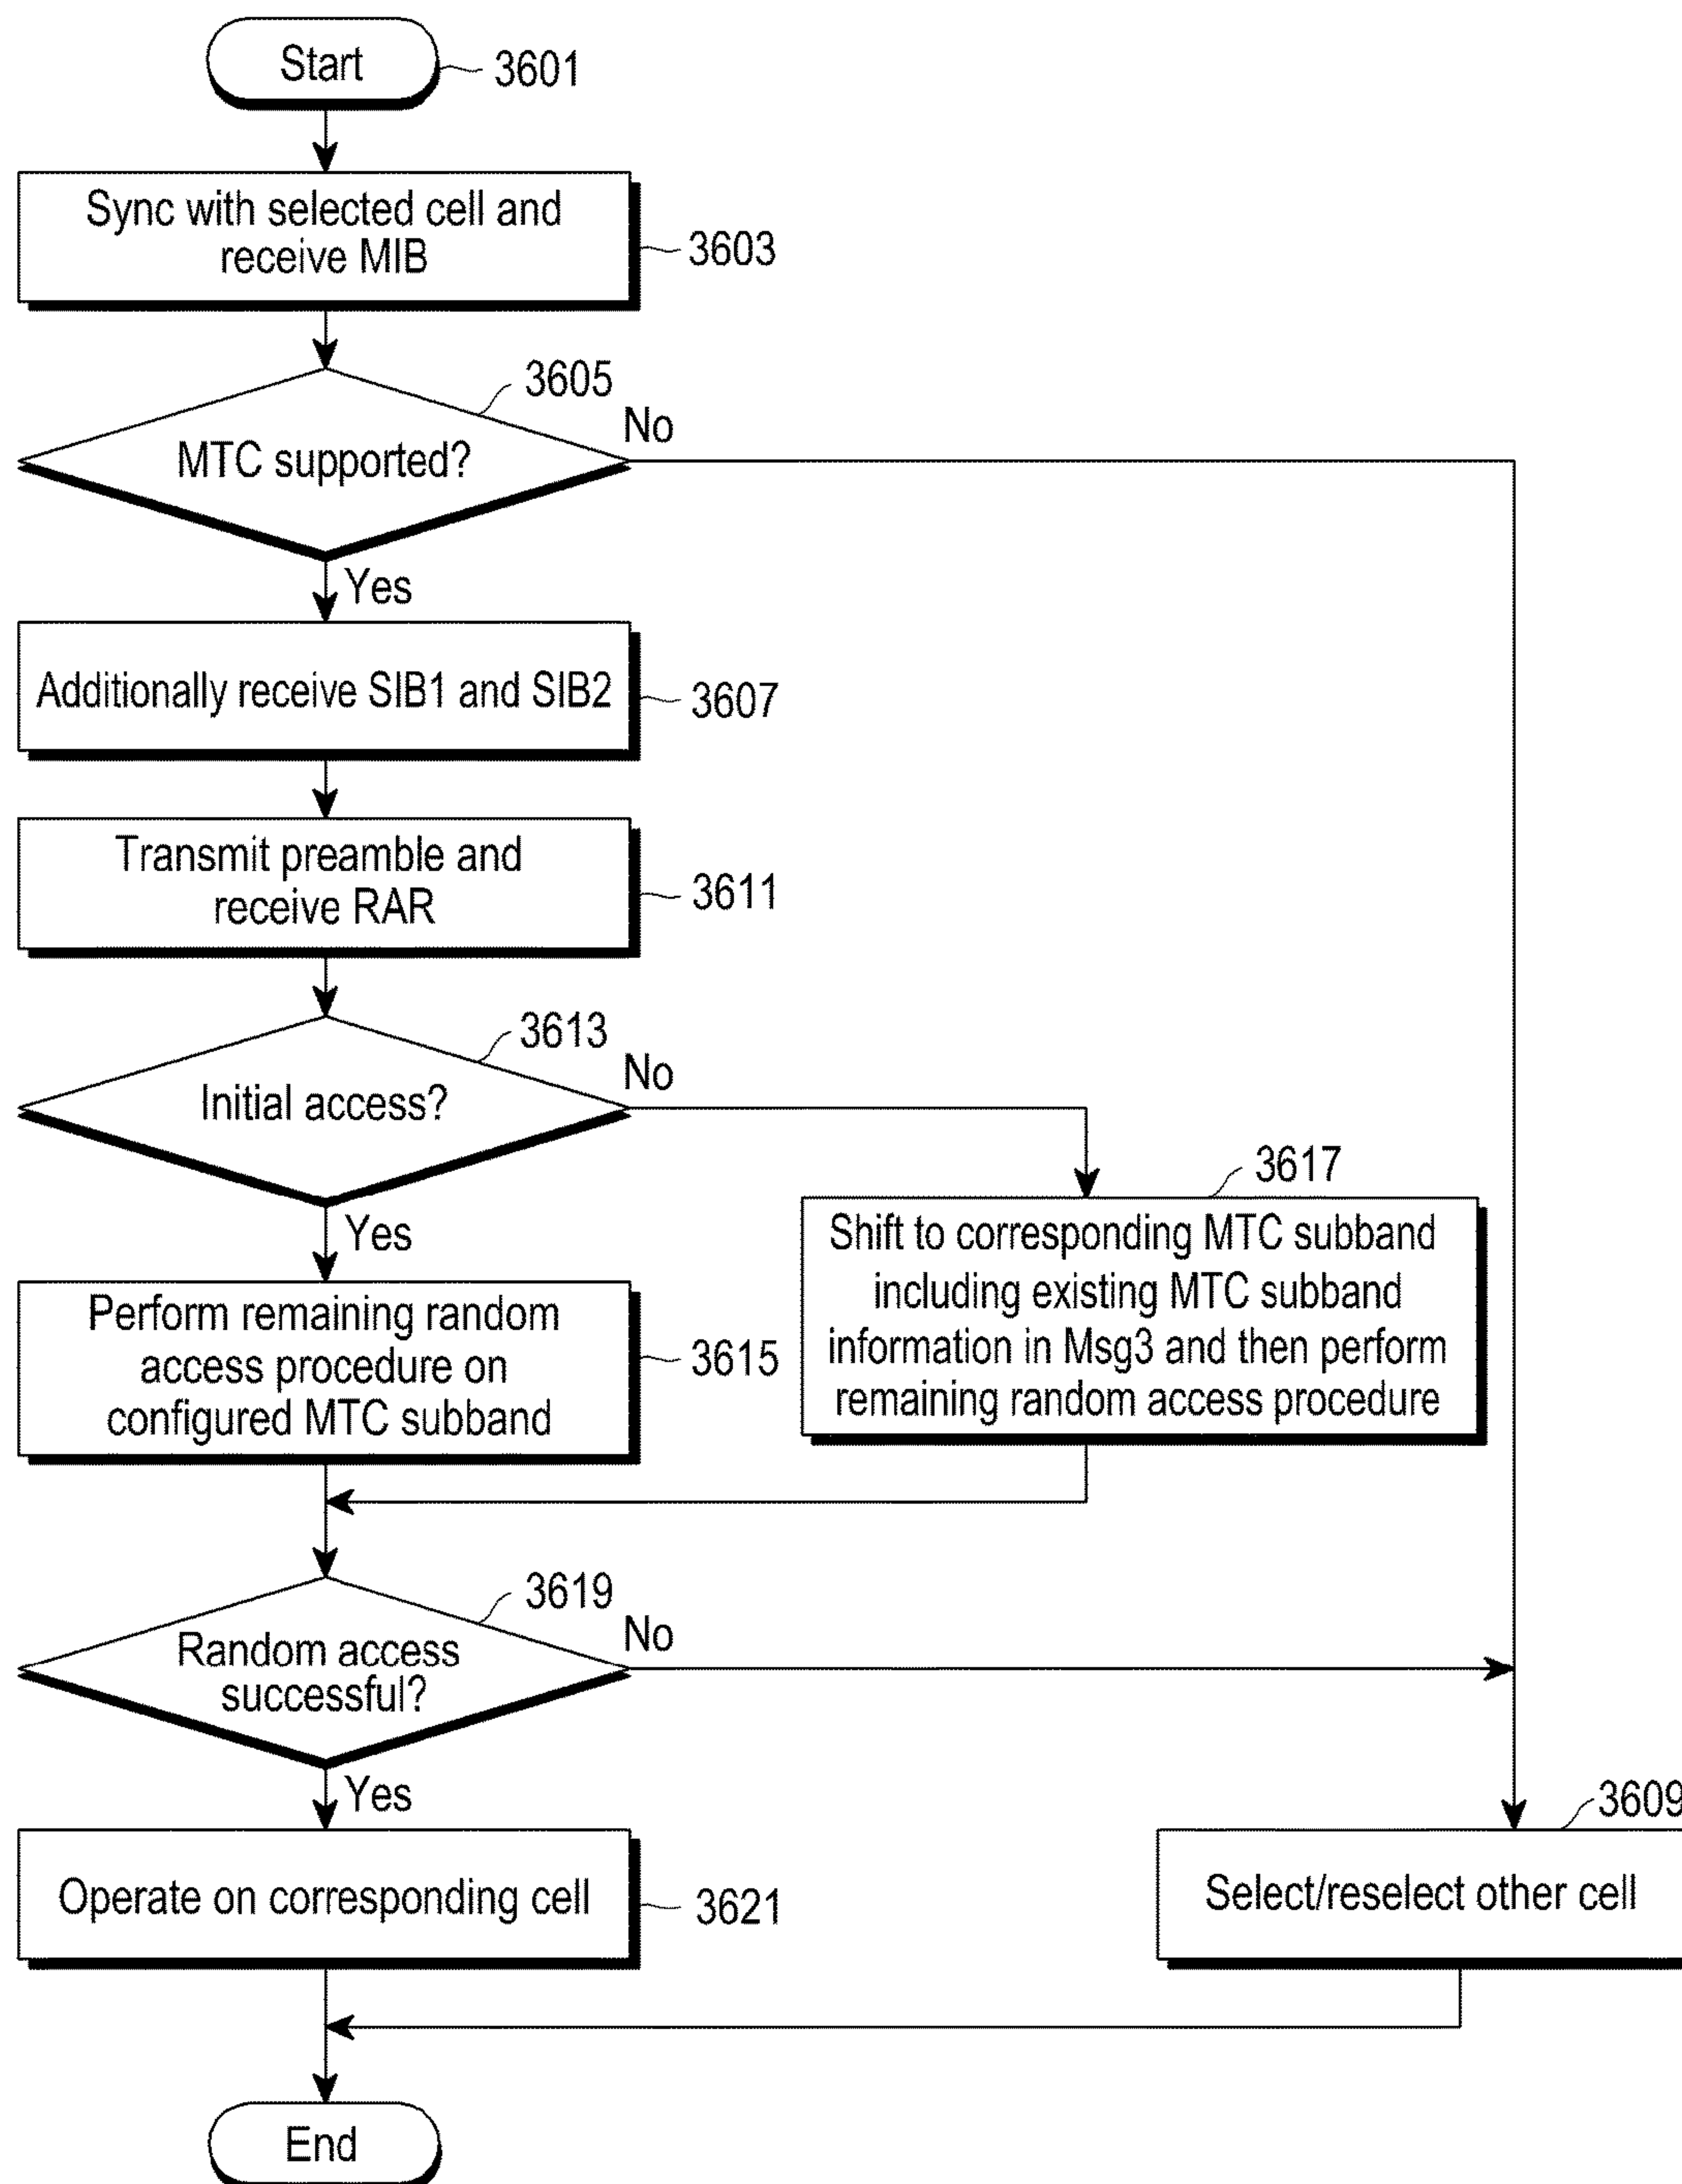 Start
3601
Sync with selected cell and
receive MIB
3603
3605
MTC supported?
No
Yes
Additionally receive SIB1 and SIB2
3607
Transmit preamble and
receive RAR
3611
3613
Initial access?
No
Yes
3617
Shift to corresponding MTC subband
including existing MTC subband
information in Msg3 and then perform
remaining random access procedure
Perform remaining random
access procedure on
configured MTC subband
3615
3619
Random access
successful?
No
Yes
3609
Operate on corresponding cell
3621
Select/reselect other cell
End